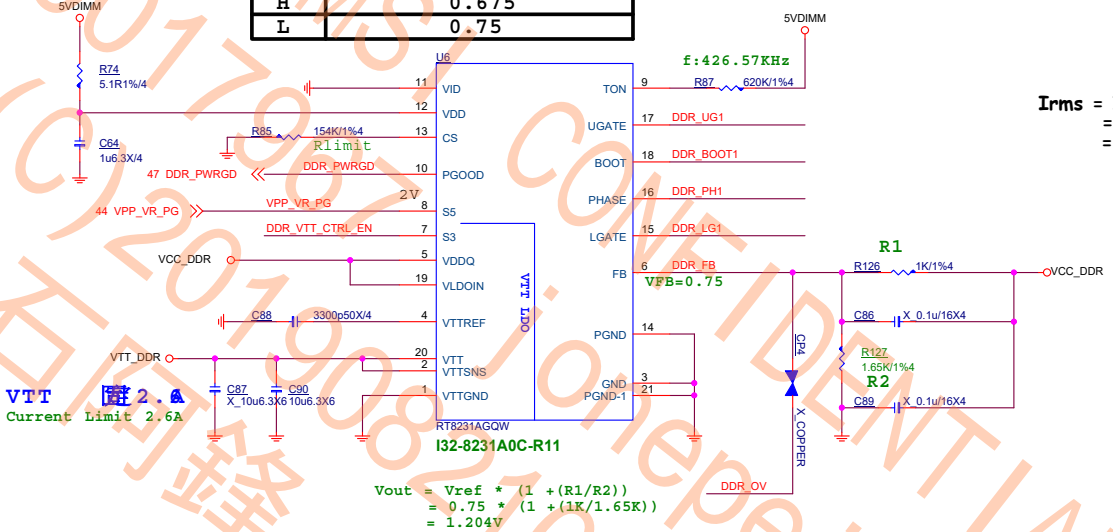 H 0.675
L 0.75
5VDIMM
R74
5.1R1%/4
C64
1u6.3X/4
R85 154K/1%4
Rlimit
47 DDR_PWRGD
DDR_PWRGD
2V
44 VPP_VR_PG
VPP_VR_PG
DDR_VTT_CTRL_EN
VCC_DDR
C88 3300p50X/4
VTT_DDR
C87
X_10u6.3X6
C90
10u6.3X6
VTT 2.6A
Current Limit 2.6A
U6
11 VID
12 VDD
13 CS
10 PGOOD
8 S5
7 S3
5 VDDQ
19 VLDOIN
4 VTTREF
20 VTT
2 VTTSNS
1 VTTGND
VTT LDO
TON 9
UGATE 17
BOOT 18
PHASE 16
LGATE 15
FB 6
PGND 14
GND 3
PGND-1 21
RT8231AGQW
I32-8231A0C-R11
5VDIMM
f:426.57KHz
R87 620K/1%4
DDR_UG1
DDR_BOOT1
DDR_PH1
DDR_LG1
DDR_FB
VFB=0.75
R1
R126 1K/1%4
VCC_DDR
C86 X_0.1u/16X4
R127
1.65K/1%4
R2
C89 X_0.1u/16X4
CP4
X_COPPER
DDR_OV
Irms =
=
=
Vout = Vref * (1 +(R1/R2))
= 0.75 * (1 +(1K/1.65K))
= 1.204V
MSI CONFIDENTIAL
石阿鋒